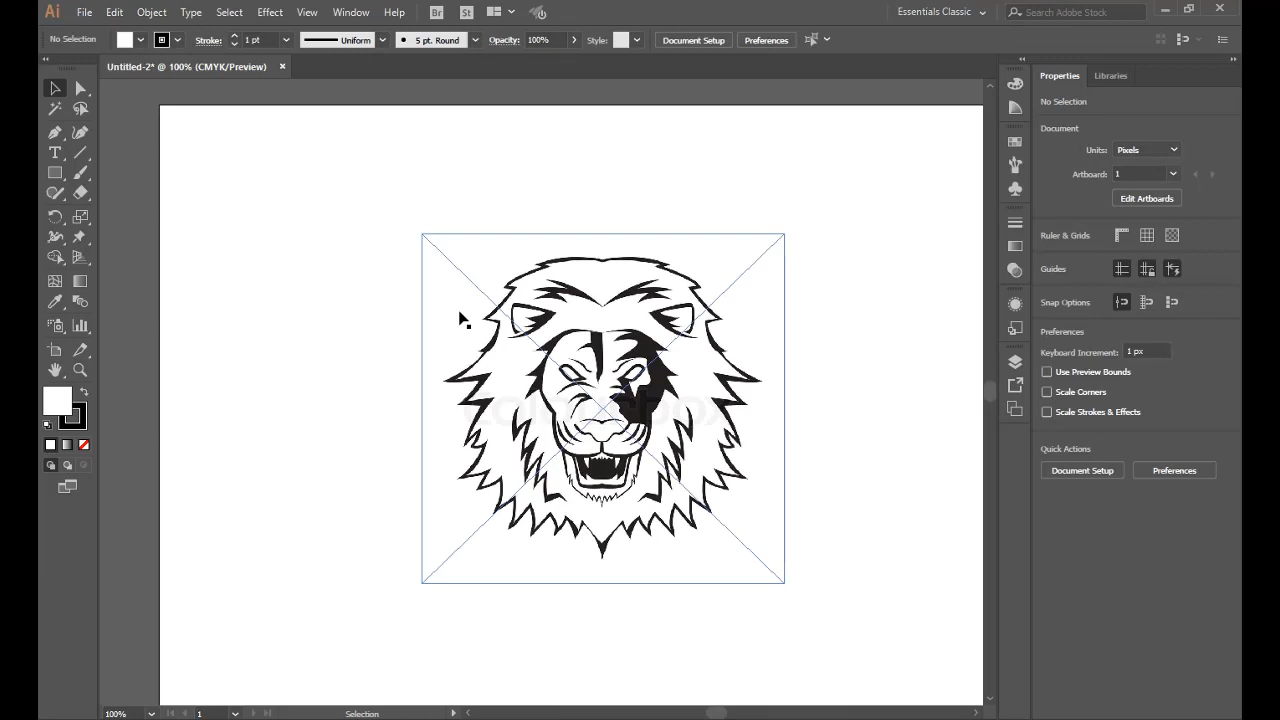 Ai File Edit Object Type Select Effect View Window Help Br St Essentials Classic Search Adobe Stock
No Selection Stroke: 1 pt Uniform 5 pt. Round Opacity: 100% Style: Document Setup Preferences
Untitled-2* @ 100% (CMYK/Preview)
Properties Libraries
No Selection
Document
Units: Pixels
Artboard: 1
Edit Artboards
Ruler & Grids
Guides
Snap Options
Preferences
Keyboard Increment: 1 px
Use Preview Bounds
Scale Corners
Scale Strokes & Effects
Quick Actions
Document Setup Preferences
100% 1 Selection